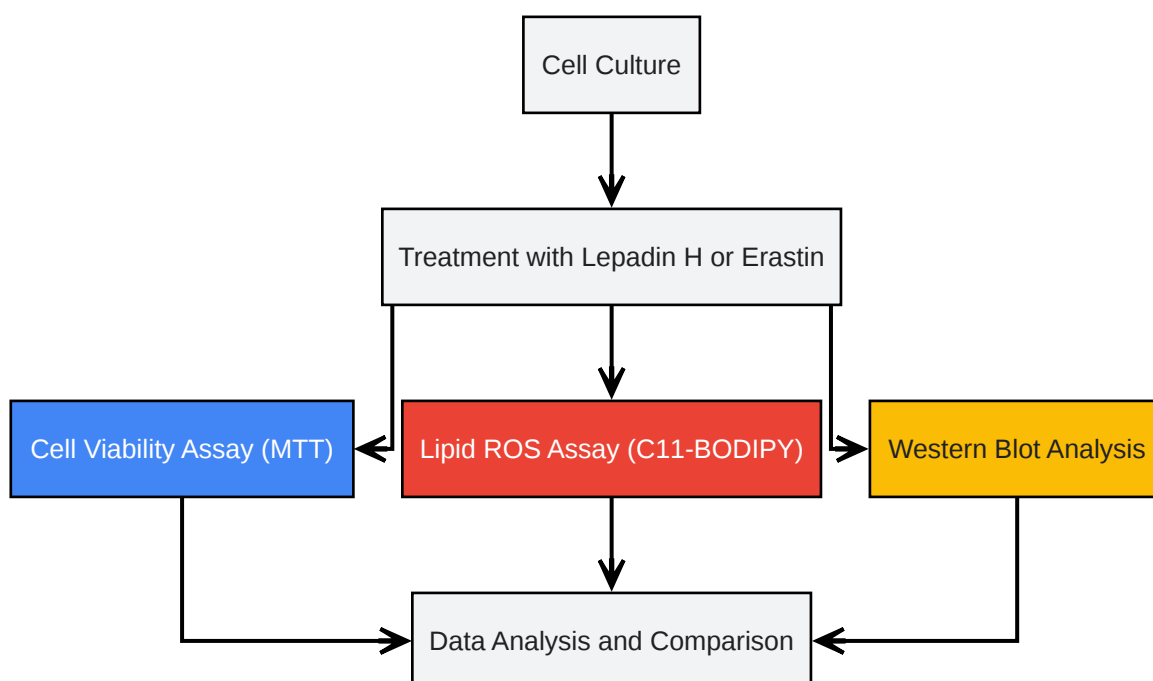 Cell Culture
Treatment with Lepadin H or Erastin
Cell Viability Assay (MTT)
Lipid ROS Assay (C11-BODIPY)
Western Blot Analysis
Data Analysis and Comparison